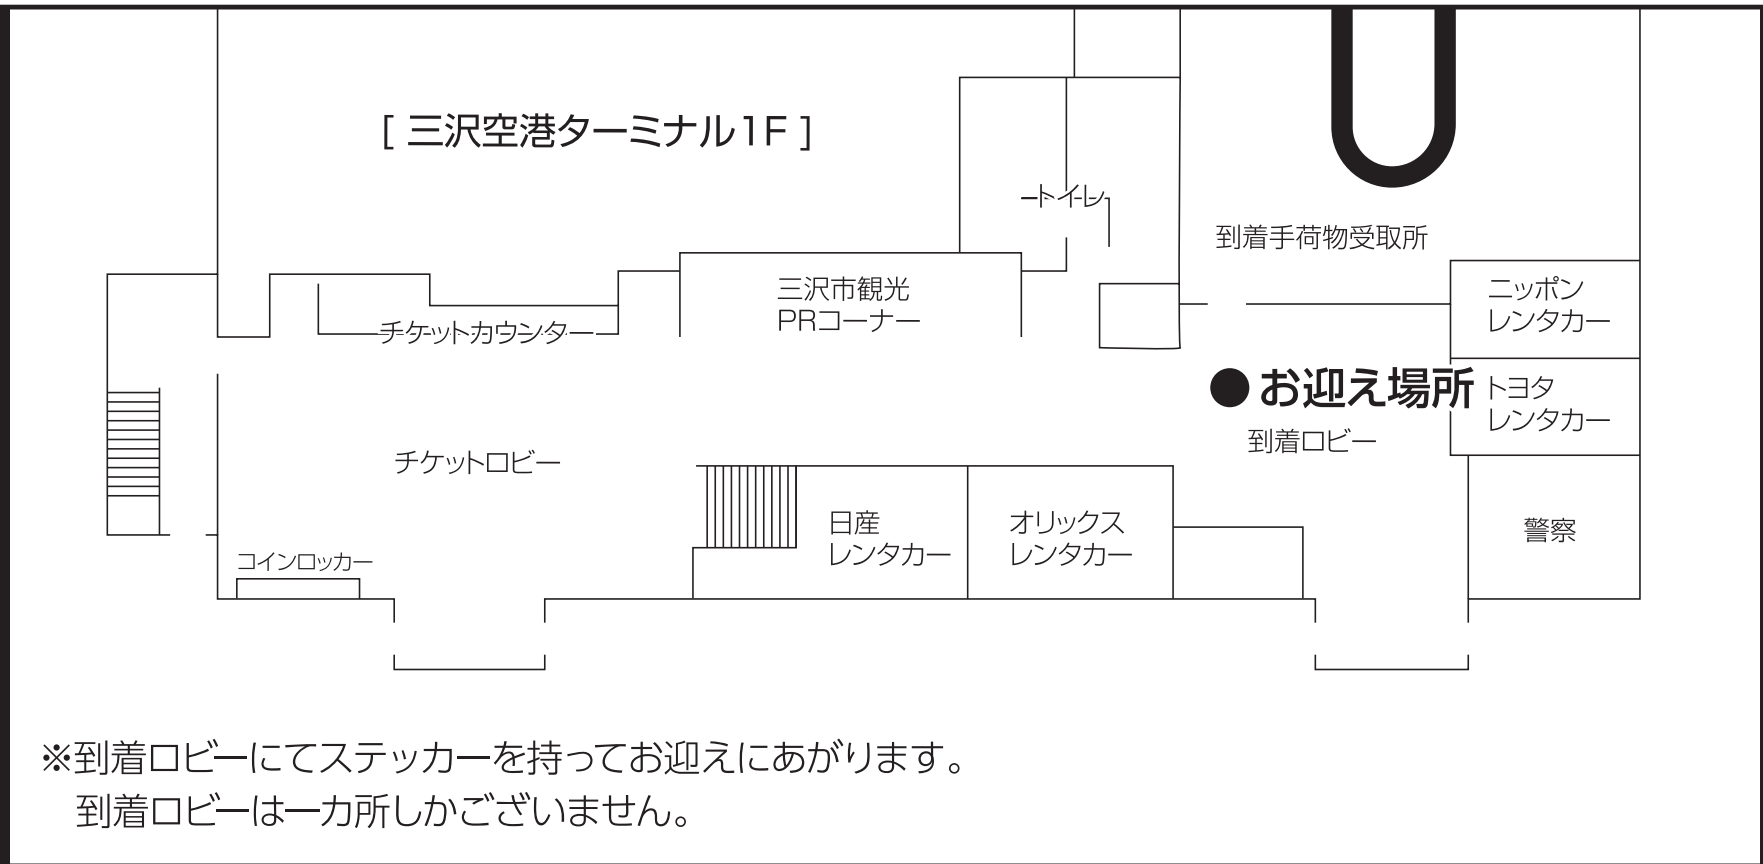 [ 三沢空港ターミナル1F ]
トイレ
到着手荷物受取所
三沢市観光
PRコーナー
ニッポン
レンタカー
チケットカウンター
●お迎え場所
トヨタ
レンタカー
到着ロビー
チケットロビー
日産
レンタカー
オリックス
レンタカー
警察
コインロッカー
※到着ロビーにてステッカーを持ってお迎えにあがります。
到着ロビーは一カ所しかございません。